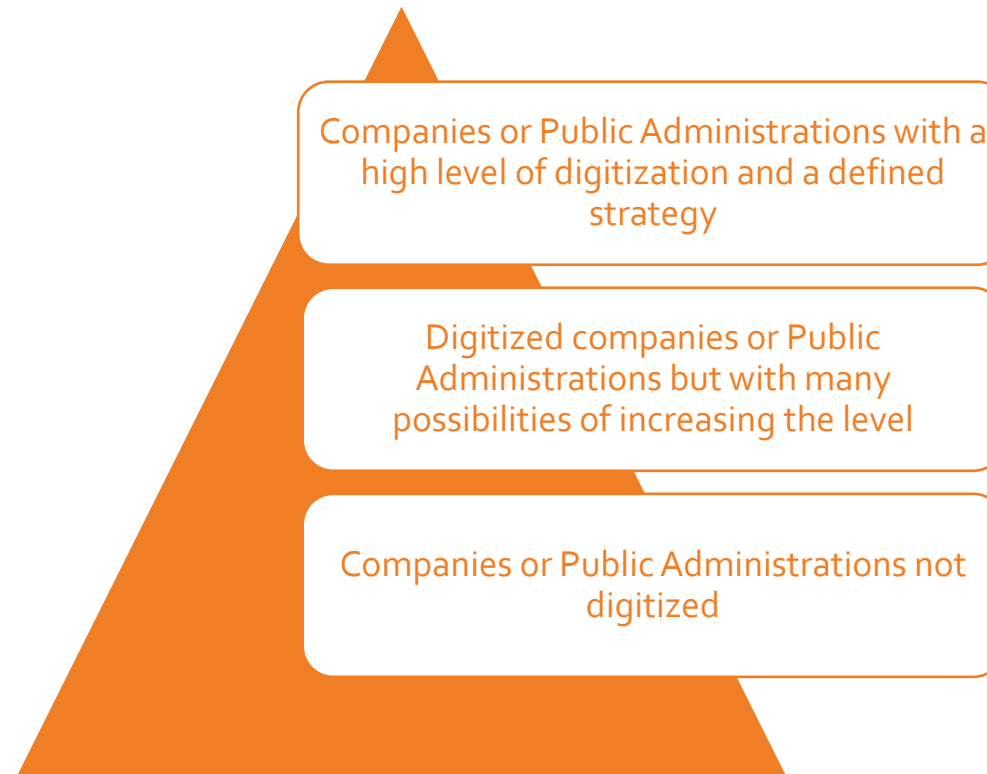 Companies or Public Administrations with a
high level of digitization and a defined
strategy
Digitized companies or Public
Administrations but with many
possibilities of increasing the level
Companies or Public Administrations not
digitized